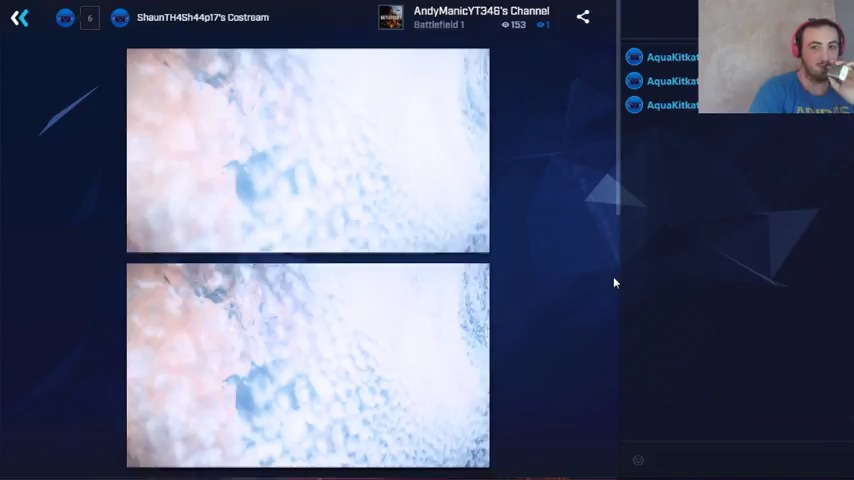 6
ShaunTH4Sh44p17's Costream
AndyManicYT346's Channel
Battlefield 1
153
1
AquaKitkat
AquaKitkat
AquaKitkat